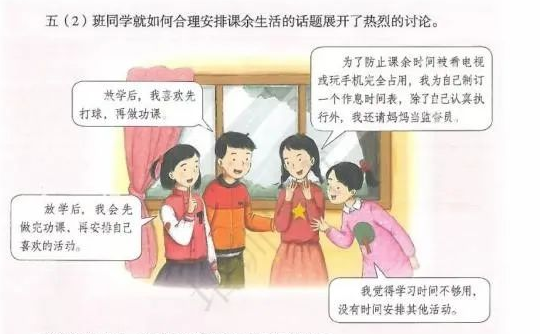 五（2）班同学就如何合理安排课余生活的话题展开了热烈的讨论。
放学后，我喜欢先
打球，再做功课。
为了防止课余时间被看电视
或玩手机完全占用，我为自己制订
一个作息时间表，除了自己认真执
行外，我还请妈妈当监督员。
放学后，我会先
做完功课，再安排自己
喜欢的活动。
我觉得学习时间不够用，
没有时间安排其他活动。